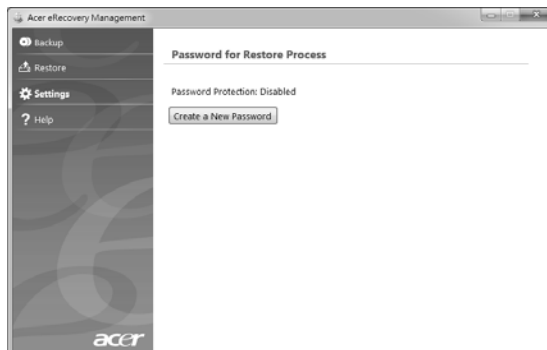 Acer eRecovery Management
Backup
Restore
Settings
Help
Password for Restore Process
Password Protection: Disabled
Create a New Password
acer